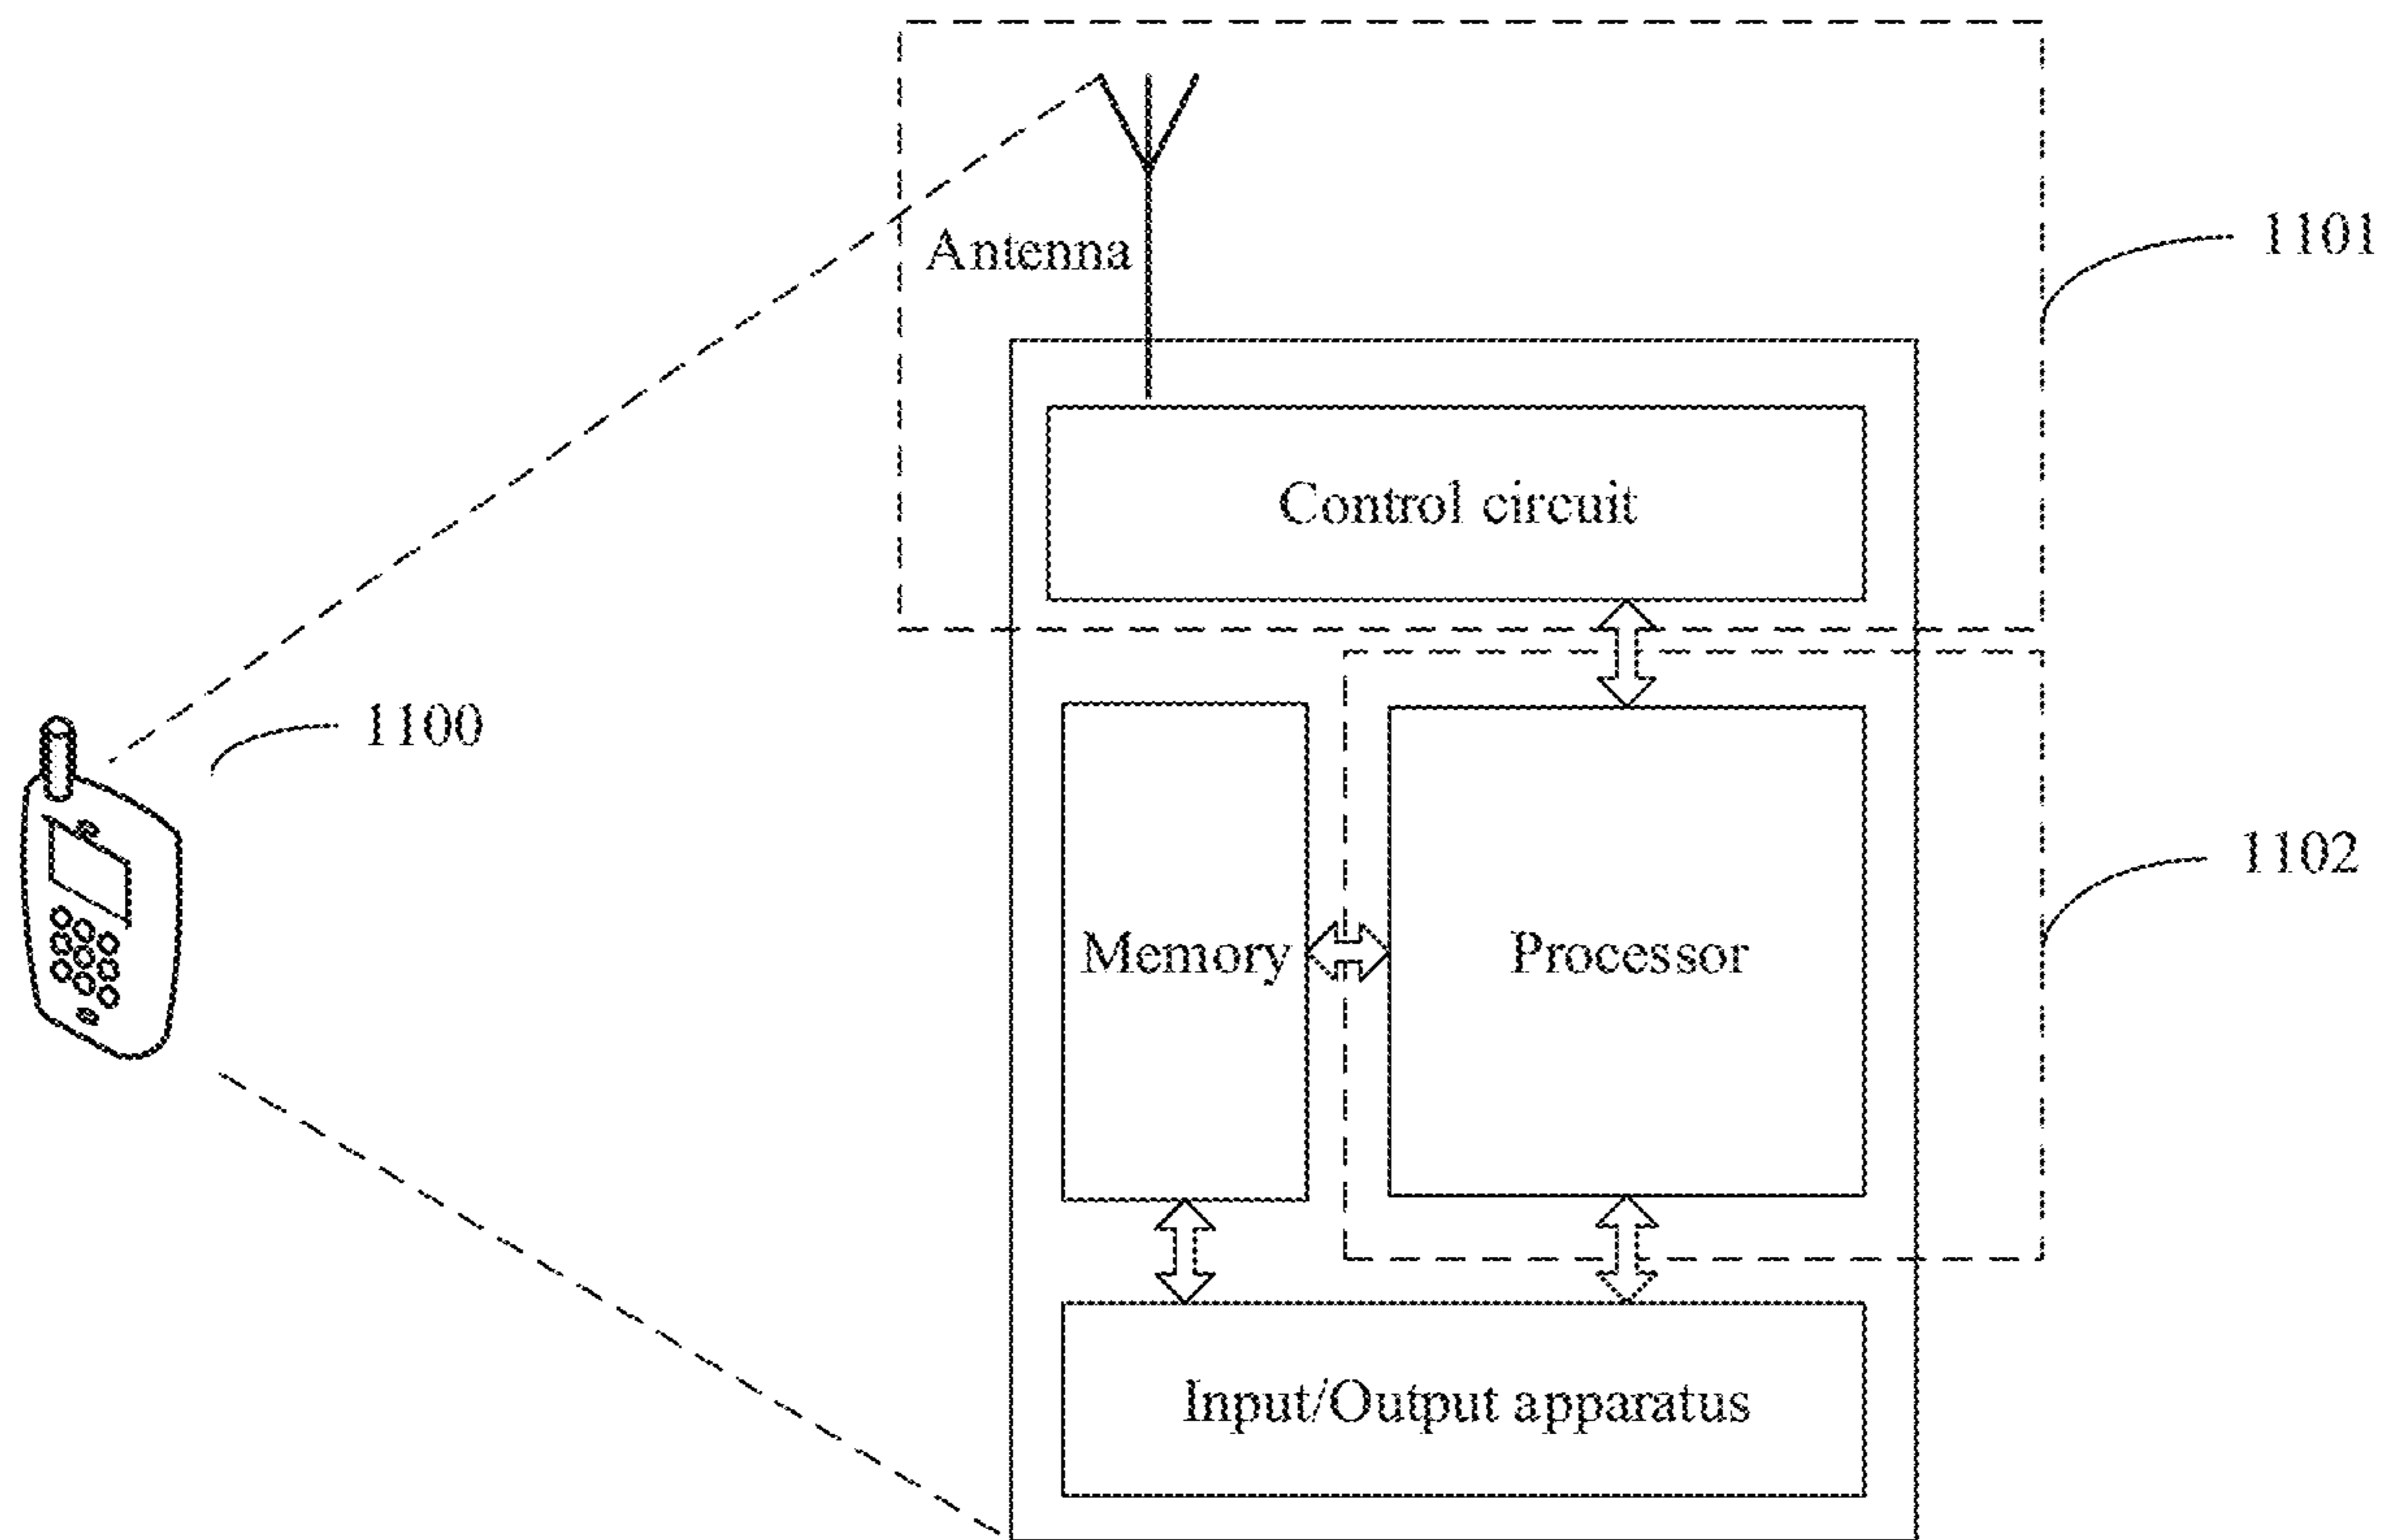 Antenna
1101
Control circuit
1100
1102
Memory
Processor
Input/Output apparatus